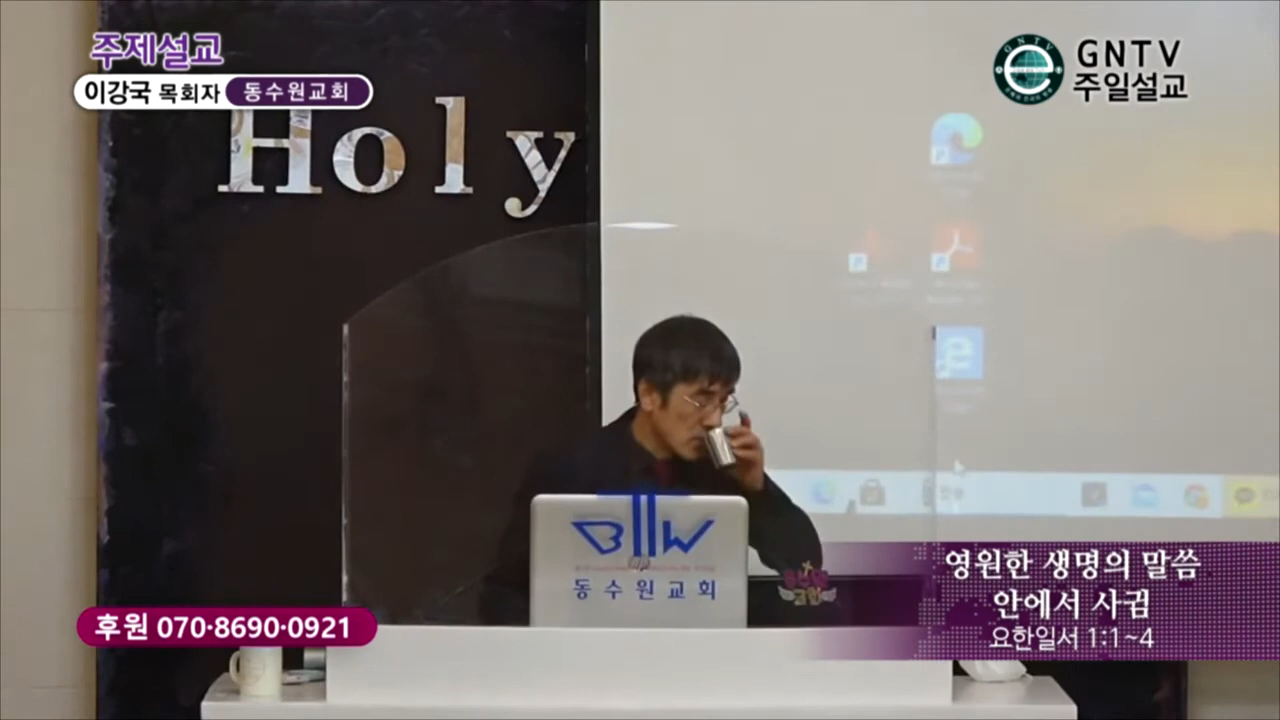 주제설교
이강국 목회자 동수원교회
GNTV
주일설교
Holy
BTW
동수원교회
영원한 생명의 말씀
안에서 사귐
요한일서 1:1~4
후원 070·8690·0921